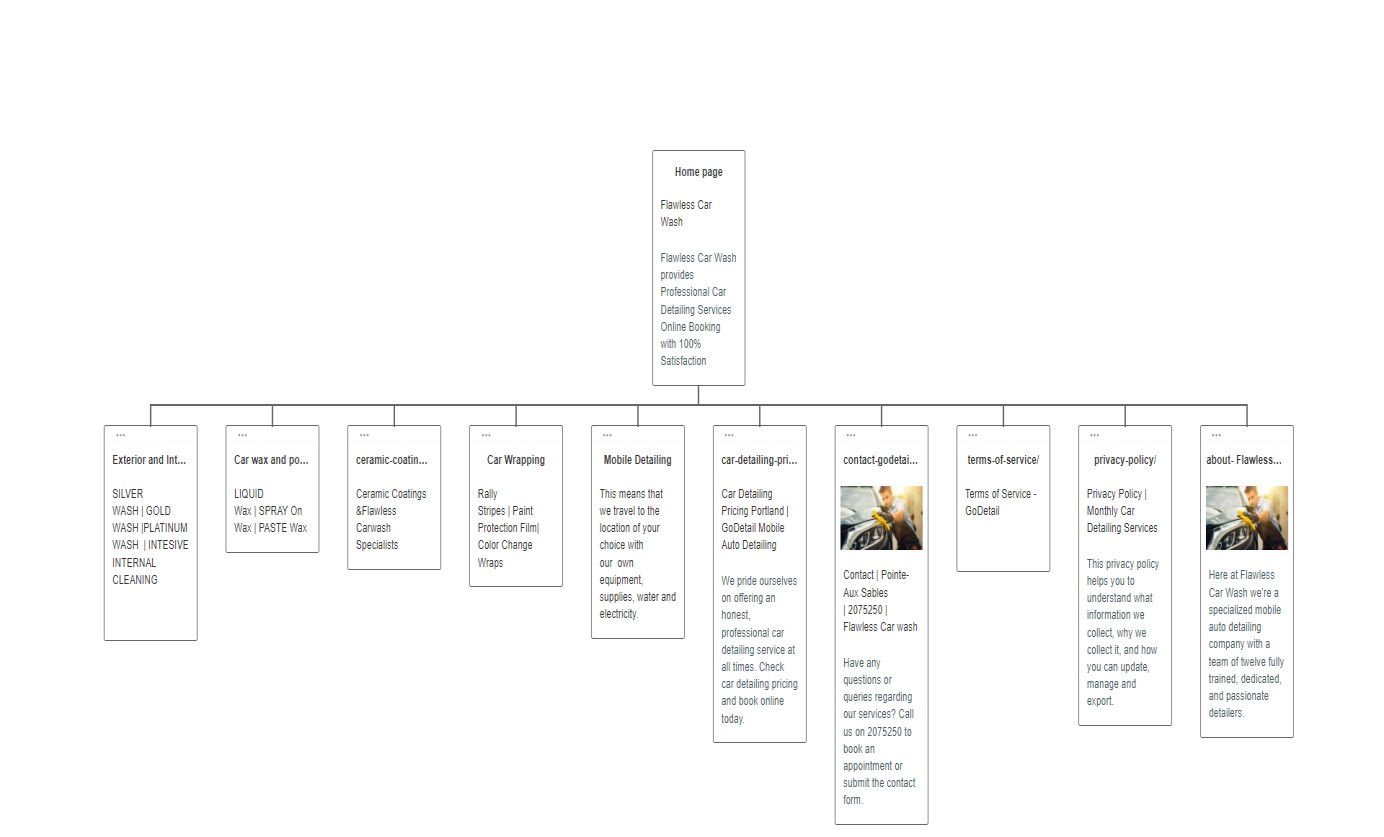 Home page
Flawless Car
Wash
Flawless Car Wash
provides
Professional Car
Detailing Services
Online Booking
with 100%
Satisfaction
Exterior and Int...
SILVER
WASH | GOLD
WASH |PLATINUM
WASH | INTESIVE
INTERNAL
CLEANING
Car wax and po...
LIQUID
Wax | SPRAY On
Wax | PASTE Wax
ceramic-coatin...
Ceramic Coatings
&Flawless
Carwash
Specialists
Car Wrapping
Rally
Stripes | Paint
Protection Film|
Color Change
Wraps
Mobile Detailing
This means that
we travel to the
location of your
choice with
our own
equipment,
supplies, water and
electricity.
car-detailing-pri...
Car Detailing
Pricing Portland |
GoDetail Mobile
Auto Detailing
We pride ourselves
on offering an
honest,
professional car
detailing service at
all times. Check
car detailing pricing
and book online
today.
contact-godetai...
Contact | Pointe-
Aux Sables
| 2075250 |
Flawless Car wash
Have any
questions or
queries regarding
our services? Call
us on 2075250 to
book an
appointment or
submit the contact
form.
terms-of-service/
Terms of Service -
GoDetail
privacy-policy/
Privacy Policy |
Monthly Car
Detailing Services
This privacy policy
helps you to
understand what
information we
collect, why we
collect it, and how
you can update,
manage and
export.
about- Flawless...
Here at Flawless
Car Wash we're a
specialized mobile
auto detailing
company with a
team of twelve fully
trained, dedicated,
and passionate
detailers.